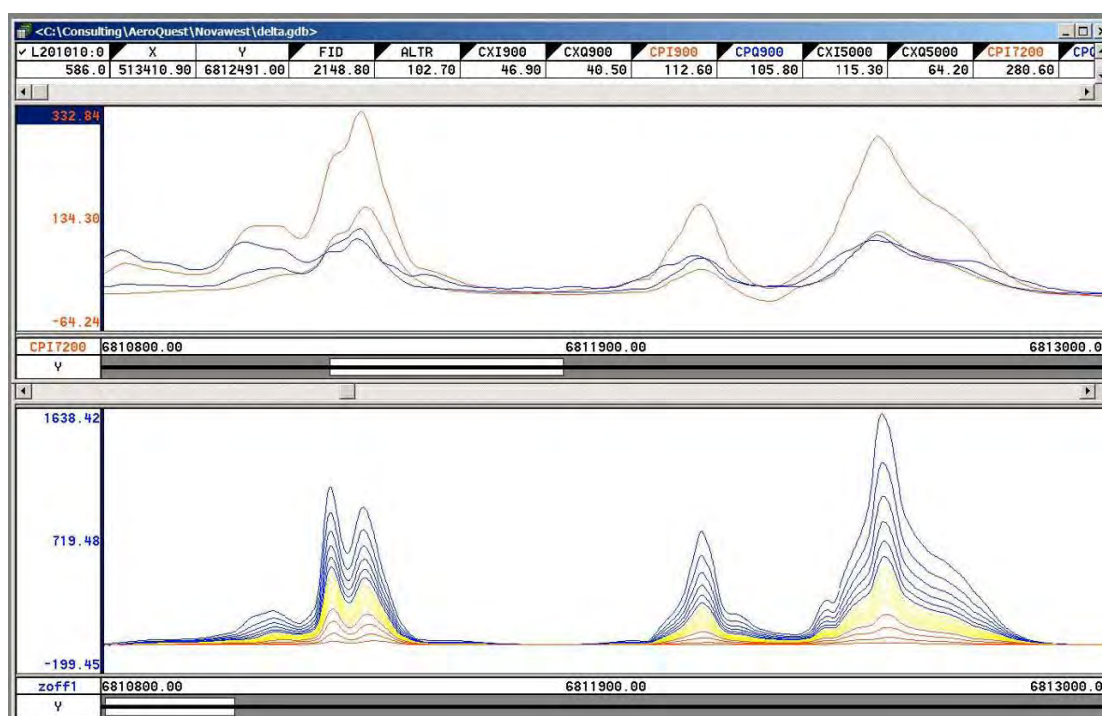 <C:\Consulting\AeroQuest\Novawest\delta.gdb>
✓ L201010:0 X Y FID ALTR CXI900 CXQ900 CPI900 CPQ900 CXI5000 CXQ5000 CPI7200 CPQ
586.0 513410.90 6812491.00 2148.80 102.70 46.90 40.50 112.60 105.80 115.30 64.20 280.60
332.84
134.30
-64.24
CPI7200 6810800.00 6811900.00 6813000.0
Y
1638.42
719.48
-199.45
zoff1 6810800.00 6811900.00 6813000.0
Y